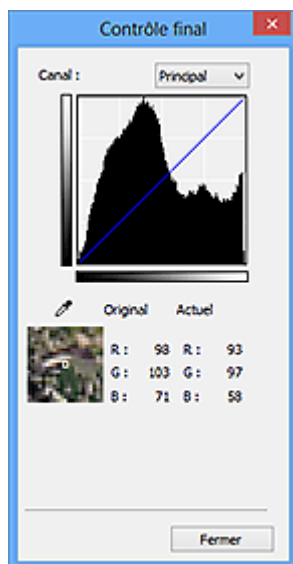 Contrôle final
Canal : Principal
Original Actuel
R : 98 R : 93
G : 103 G : 97
B : 71 B : 58
Fermer